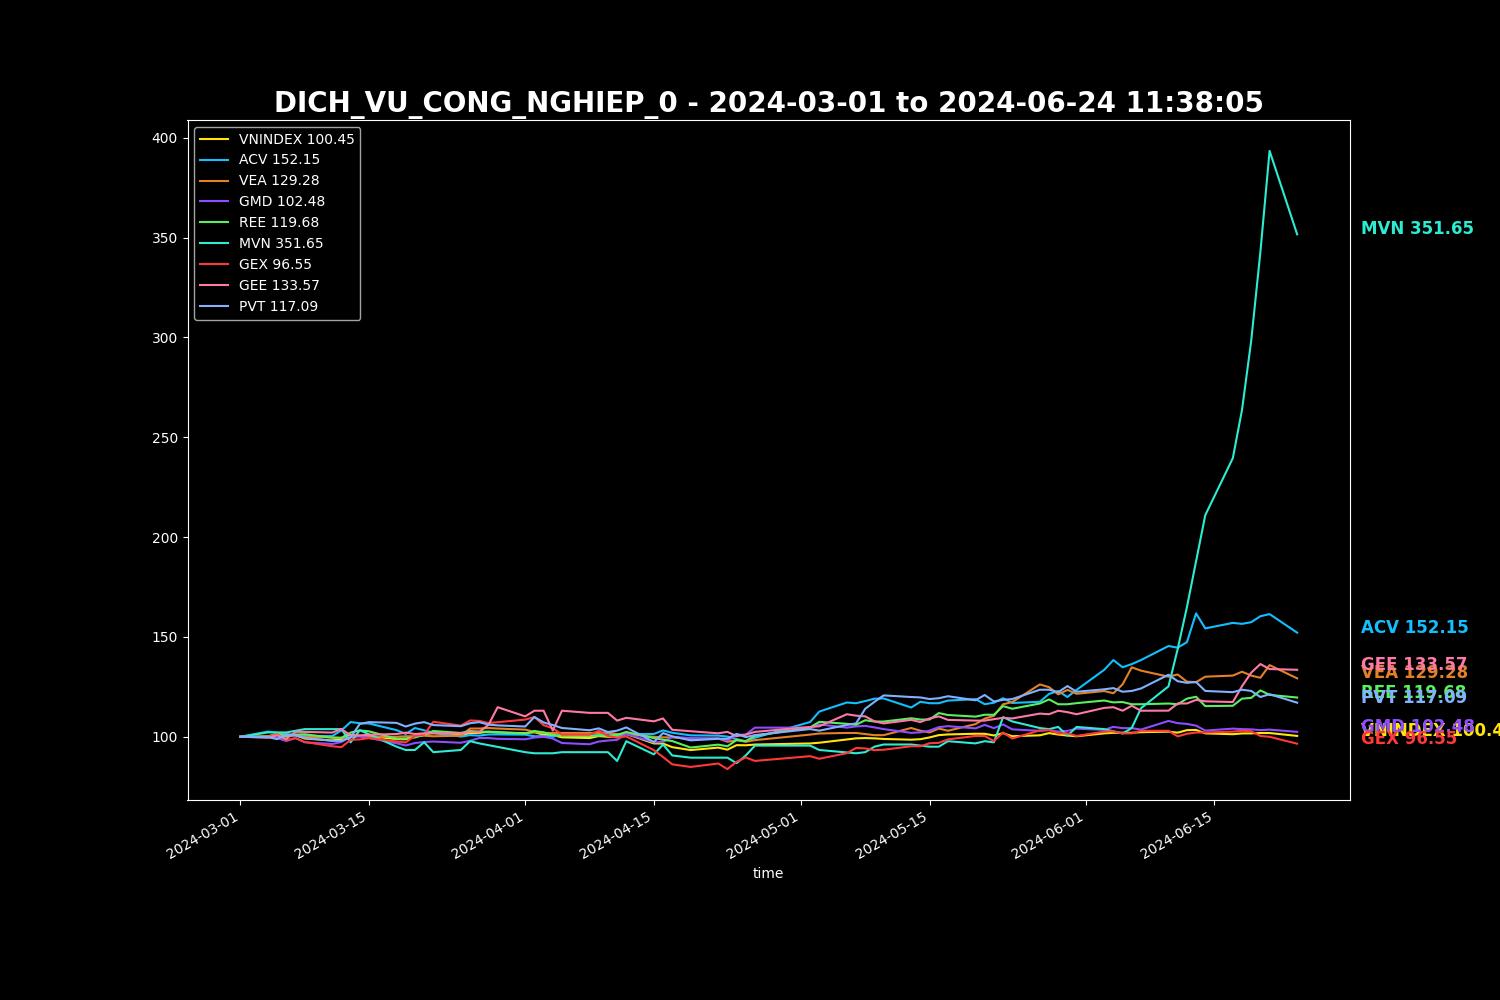 DICH_VU_CONG_NGHIEP_0 - 2024-03-01 to 2024-06-24 11:38:05
400
350
300
250
200
150
100
VNINDEX 100.45
ACV 152.15
VEA 129.28
GMD 102.48
REE 119.68
MVN 351.65
GEX 96.55
GEE 133.57
PVT 117.09
MVN 351.65
ACV 152.15
GEE 133.57
VEA 129.28
REE 119.68
PVT 117.09
GMD 102.48
VNINDEX 100.4
GEX 96.55
2024-03-01
2024-03-15
2024-04-01
2024-04-15
2024-05-01
2024-05-15
2024-06-01
2024-06-15
time